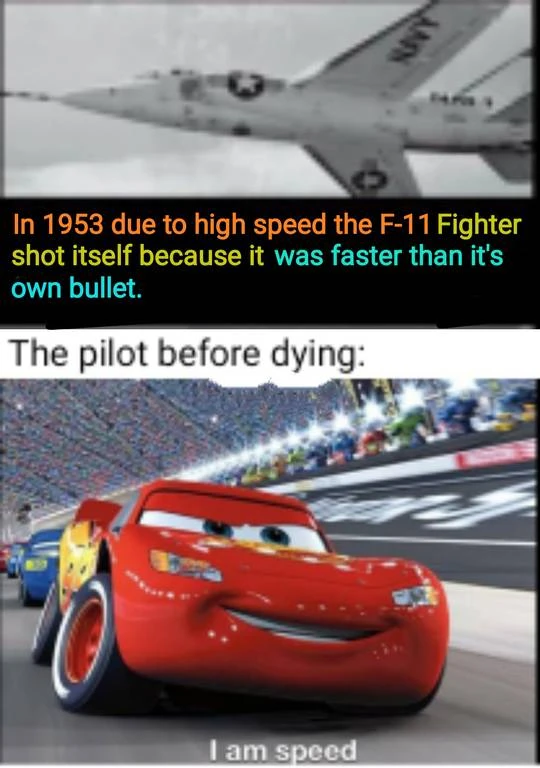 NAVY
In 1953 due to high speed the F-11 Fighter
shot itself because it was faster than it's
own bullet.
The pilot before dying:
I am speed